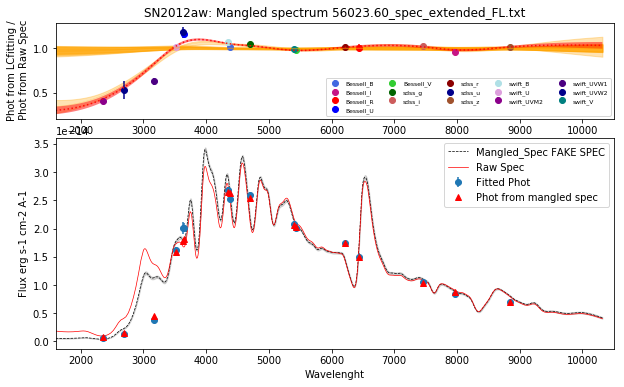 SN2012aw: Mangled spectrum 56023.60_spec_extended_FL.txt
Phot from LCfitting /
Phot from Raw Spec
1.0
0.5
Bessell_B
Bessell_I
Bessell_R
Bessell_U
Bessell_V
sdss_g
sdss_i
sdss_r
sdss_u
sdss_z
swift_B
swift_U
swift_UVM2
swift_UVW1
swift_UVW2
swift_V
2000 3000 4000 5000 6000 7000 8000 9000 10000
1e-14
Flux erg s-1 cm-2 A-1
3.5
3.0
2.5
2.0
1.5
1.0
0.5
0.0
Mangled_Spec FAKE SPEC
Raw Spec
Fitted Phot
Phot from mangled spec
2000 3000 4000 5000 6000 7000 8000 9000 10000
Wavelenght